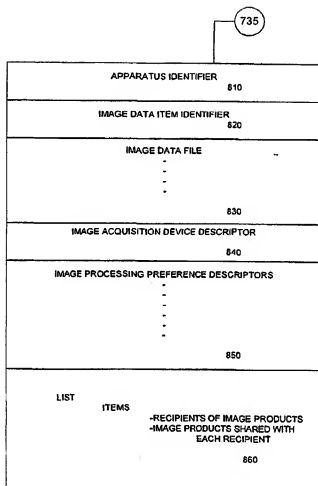 735
APPARATUS IDENTIFIER
810
IMAGE DATA ITEM IDENTIFIER
820
IMAGE DATA FILE
830
IMAGE ACQUISITION DEVICE DESCRIPTOR
840
IMAGE PROCESSING PREFERENCE DESCRIPTORS
850
LIST
ITEMS
-RECIPIENTS OF IMAGE PRODUCTS
-IMAGE PRODUCTS SHARED WITH
EACH RECIPIENT
860